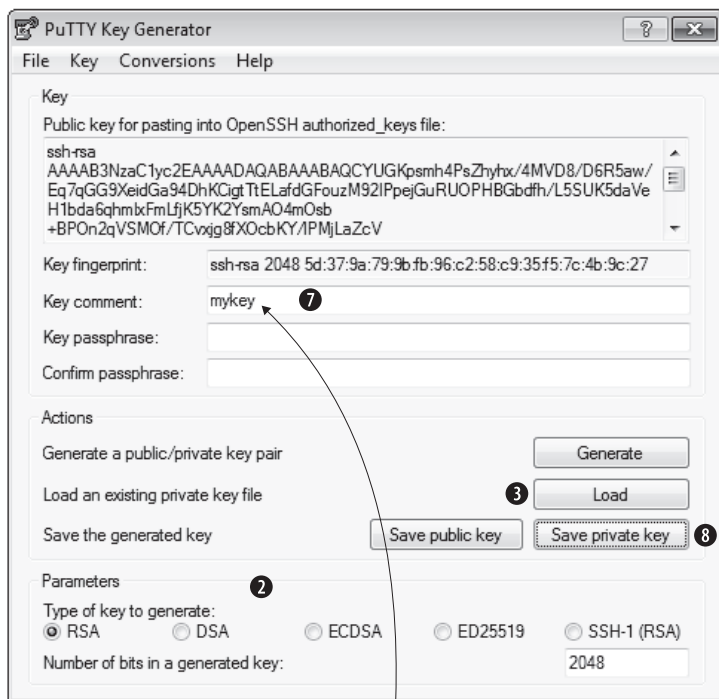 PuTTY Key Generator
File Key Conversions Help
Key
Public key for pasting into OpenSSH authorized_keys file:
ssh-rsa
AAAAB3NzaC1yc2EAAAADAQABAAABAQCYUGKpsmh4PsZhyhx/4MVD8/D6R5aw/
Eq7qGG9XeidGa94DhKCigtTtELafdGFouzM92IPpejGuRUOPHBGbdfh/L5SUK5daVe
H1bda6qhmlxFmLfjK5YK2YsmAO4mOsb
+BPOn2qVSMOf/TCvxjg8fXOcbKY/IPMjLaZcV
Key fingerprint: ssh-rsa 2048 5d:37:9a:79:9b:fb:96:c2:58:c9:35:f5:7c:4b:9c:27
Key comment: mykey 7
Key passphrase:
Confirm passphrase:
Actions
Generate a public/private key pair Generate
Load an existing private key file 3 Load
Save the generated key Save public key Save private key 8
Parameters 2
Type of key to generate:
RSA DSA ECDSA ED25519 SSH-1 (RSA)
Number of bits in a generated key: 2048